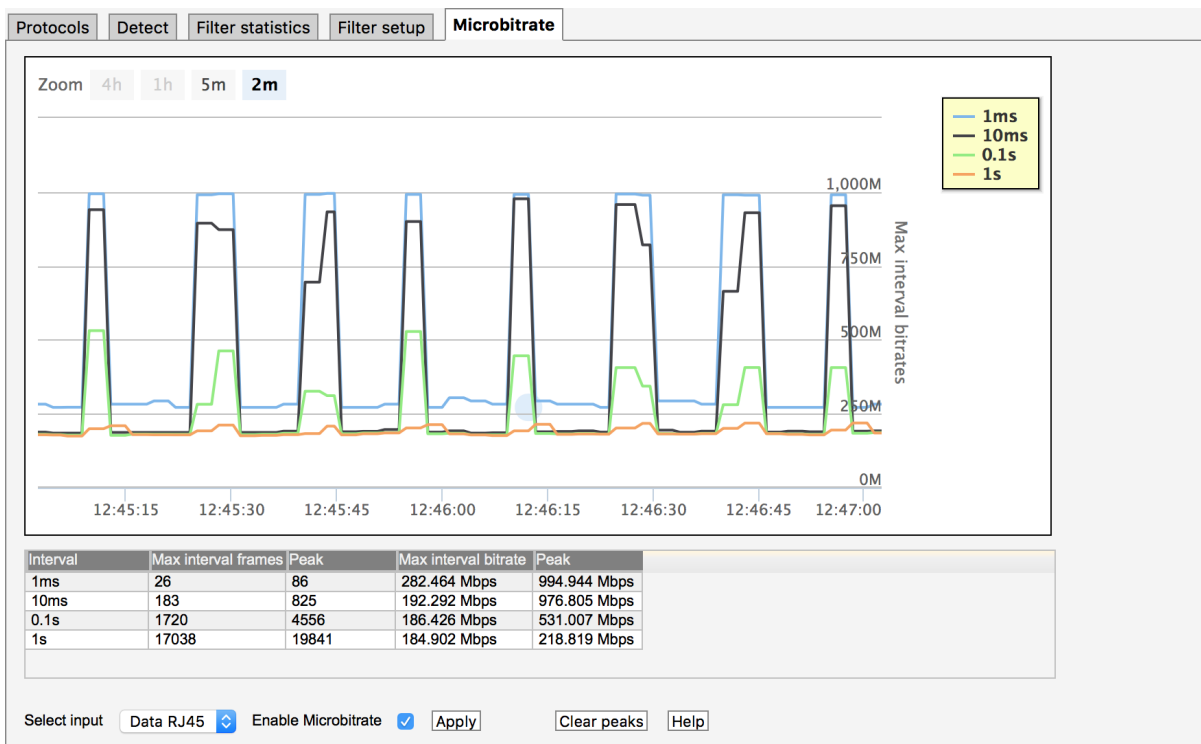 Protocols Detect Filter statistics Filter setup Microbitrate
Zoom 4h 1h 5m 2m
1ms
10ms
0.1s
1s
1,000M
750M
500M
250M
0M
Max interval bitrates
12:45:15 12:45:30 12:45:45 12:46:00 12:46:15 12:46:30 12:46:45 12:47:00
Interval Max interval frames Peak Max interval bitrate Peak
1ms 26 86 282.464 Mbps 994.944 Mbps
10ms 183 825 192.292 Mbps 976.805 Mbps
0.1s 1720 4556 186.426 Mbps 531.007 Mbps
1s 17038 19841 184.902 Mbps 218.819 Mbps
Select input Data RJ45 Enable Microbitrate Apply Clear peaks Help